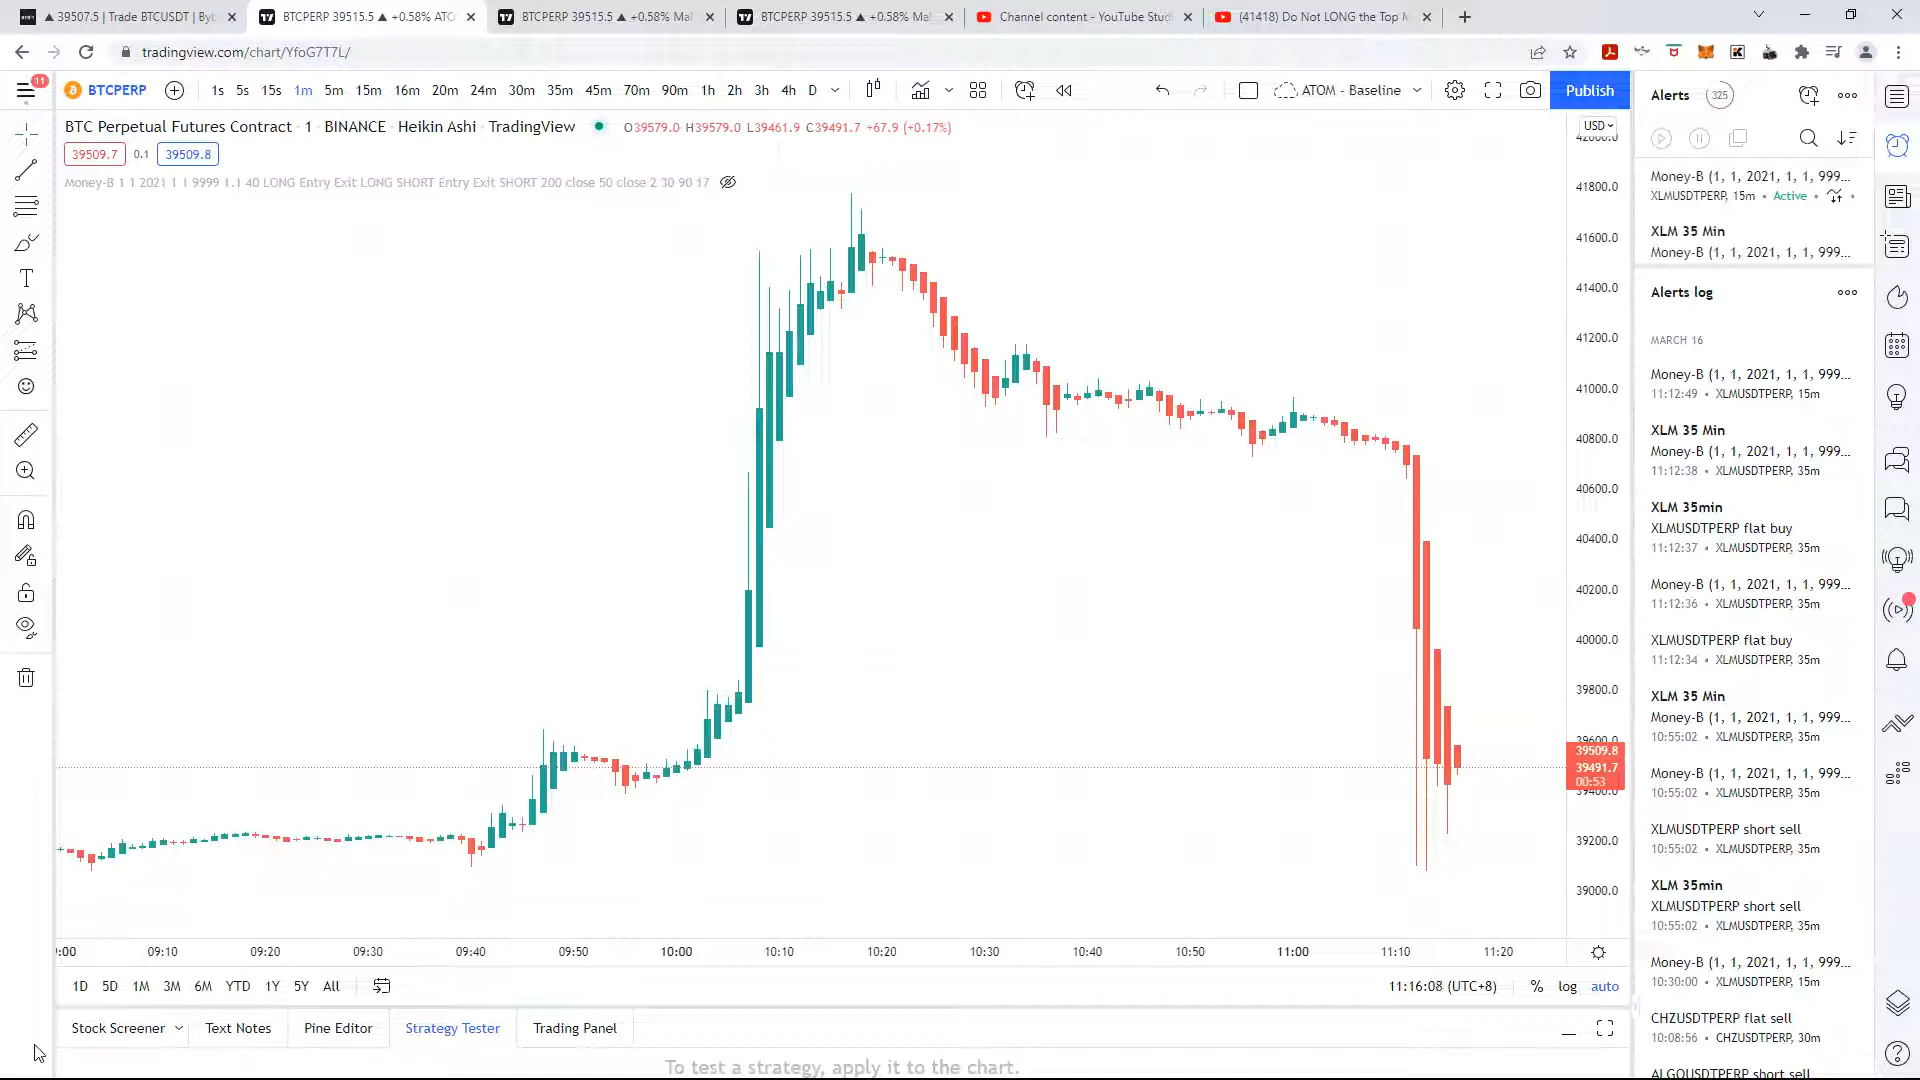 ▲ 39507.5 | Trade BTCUSDT | Byb
BTCPERP 39515.5 ▲ +0.58% ATO
BTCPERP 39515.5 ▲ +0.58% Mal
BTCPERP 39515.5 ▲ +0.58% Mal
Channel content - YouTube Stud
(41418) Do Not LONG the Top M
tradingview.com/chart/YfoG7T7L/
11
BTCPERP
1s 5s 15s 1m 5m 15m 16m 20m 24m 30m 35m 45m 70m 90m 1h 2h 3h 4h D
ATOM - Baseline
Publish
BTC Perpetual Futures Contract · 1 · BINANCE · Heikin Ashi · TradingView
O39579.0 H39579.0 L39461.9 C39491.7 +67.9 (+0.17%)
39509.7 0.1 39509.8
Money-B 1 1 2021 1 1 9999 1.1 40 LONG Entry Exit LONG SHORT Entry Exit SHORT 200 close 50 close 2 30 90 17
USD
42000.0
41800.0
41600.0
41400.0
41200.0
41000.0
40800.0
40600.0
40400.0
40200.0
40000.0
39800.0
39600.0
39509.8
39491.7
00:53
39400.0
39200.0
39000.0
:00 09:10 09:20 09:30 09:40 09:50 10:00 10:10 10:20 10:30 10:40 10:50 11:00 11:10 11:20
1D 5D 1M 3M 6M YTD 1Y 5Y All
11:16:08 (UTC+8) % log auto
Stock Screener Text Notes Pine Editor Strategy Tester Trading Panel
To test a strategy, apply it to the chart.
Alerts 325
Money-B (1, 1, 2021, 1, 1, 999...
XLMUSDTPERP, 15m • Active •
XLM 35 Min
Money-B (1, 1, 2021, 1, 1, 999...
Alerts log
MARCH 16
Money-B (1, 1, 2021, 1, 1, 999...
11:12:49 • XLMUSDTPERP, 15m
XLM 35 Min
Money-B (1, 1, 2021, 1, 1, 999...
11:12:38 • XLMUSDTPERP, 35m
XLM 35min
XLMUSDTPERP flat buy
11:12:37 • XLMUSDTPERP, 35m
Money-B (1, 1, 2021, 1, 1, 999...
11:12:36 • XLMUSDTPERP, 35m
XLMUSDTPERP flat buy
11:12:34 • XLMUSDTPERP, 35m
XLM 35 Min
Money-B (1, 1, 2021, 1, 1, 999...
10:55:02 • XLMUSDTPERP, 35m
Money-B (1, 1, 2021, 1, 1, 999...
10:55:02 • XLMUSDTPERP, 35m
XLMUSDTPERP short sell
10:55:02 • XLMUSDTPERP, 35m
XLM 35min
XLMUSDTPERP short sell
10:55:02 • XLMUSDTPERP, 35m
Money-B (1, 1, 2021, 1, 1, 999...
10:30:00 • XLMUSDTPERP, 15m
CHZUSDTPERP flat sell
10:08:56 • CHZUSDTPERP, 30m
ALGOUSDTPERP short sell